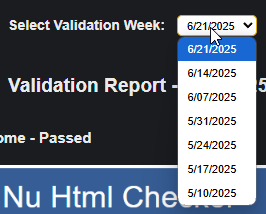 Select Validation Week: 6/21/2025
6/21/2025
6/14/2025
6/07/2025
5/31/2025
5/24/2025
5/17/2025
5/10/2025
Validation Report - 25
ome - Passed
Nu Html Checker